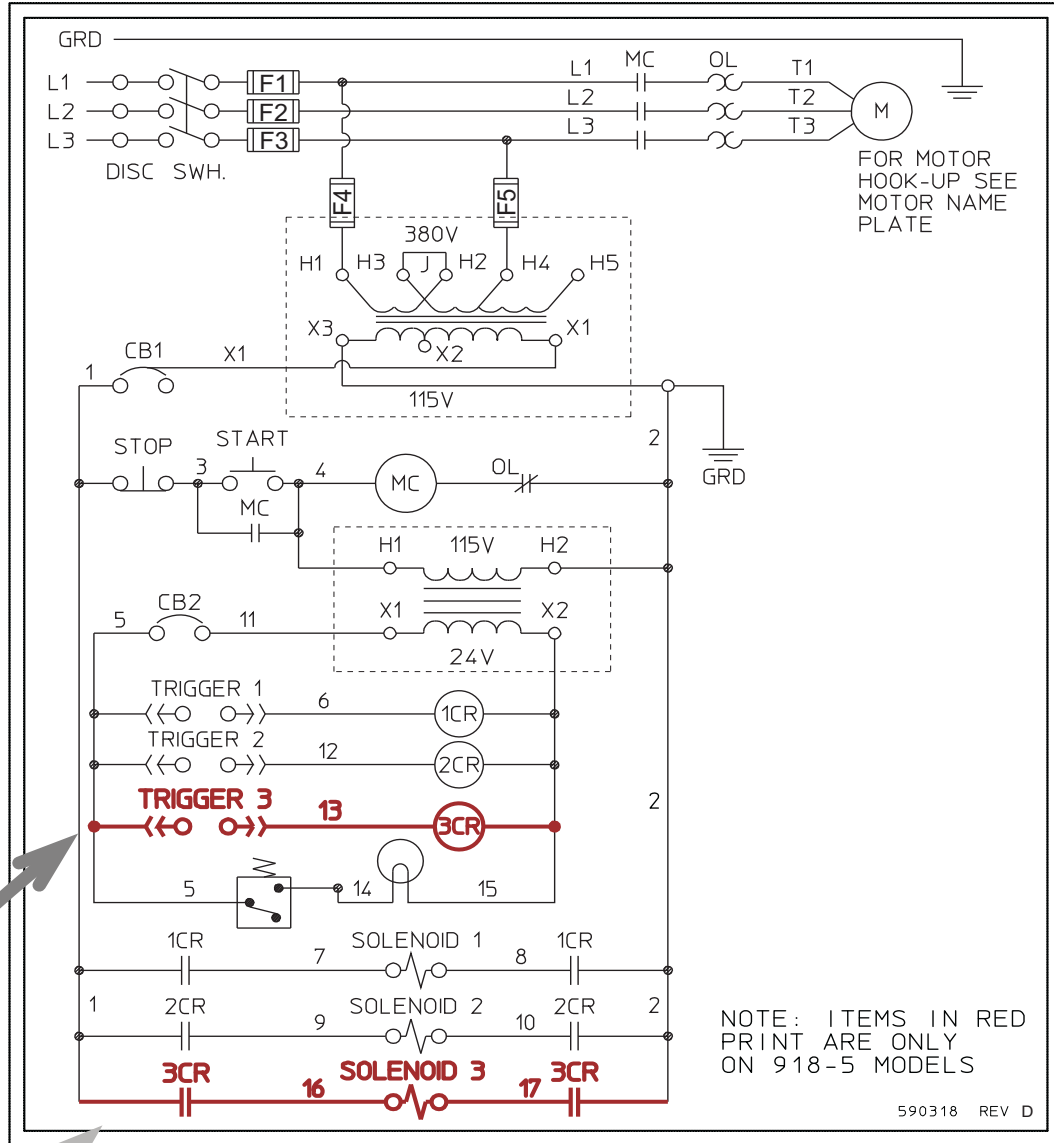 GRD
L1 F1 L1 MC OL T1
L2 F2 L2 T2 M
L3 F3 L3 T3
DISC SWH.
FOR MOTOR
HOOK-UP SEE
MOTOR NAME
PLATE
F4 F5
380V
H1 H3 J H2 H4 H5
X3 X2 X1
CB1 X1
1
115V
2
GRD
STOP 3 START 4 MC OL
MC
H1 115V H2
5 CB2 11 X1 X2
24V
TRIGGER 1 6 1CR
TRIGGER 2 12 2CR
TRIGGER 3 13 3CR
2
5 14 15
1CR 7 SOLENOID 1 8 1CR
1 2CR 9 SOLENOID 2 10 2CR 2
3CR 16 SOLENOID 3 17 3CR
NOTE: ITEMS IN RED
PRINT ARE ONLY
ON 918-5 MODELS
590318 REV D